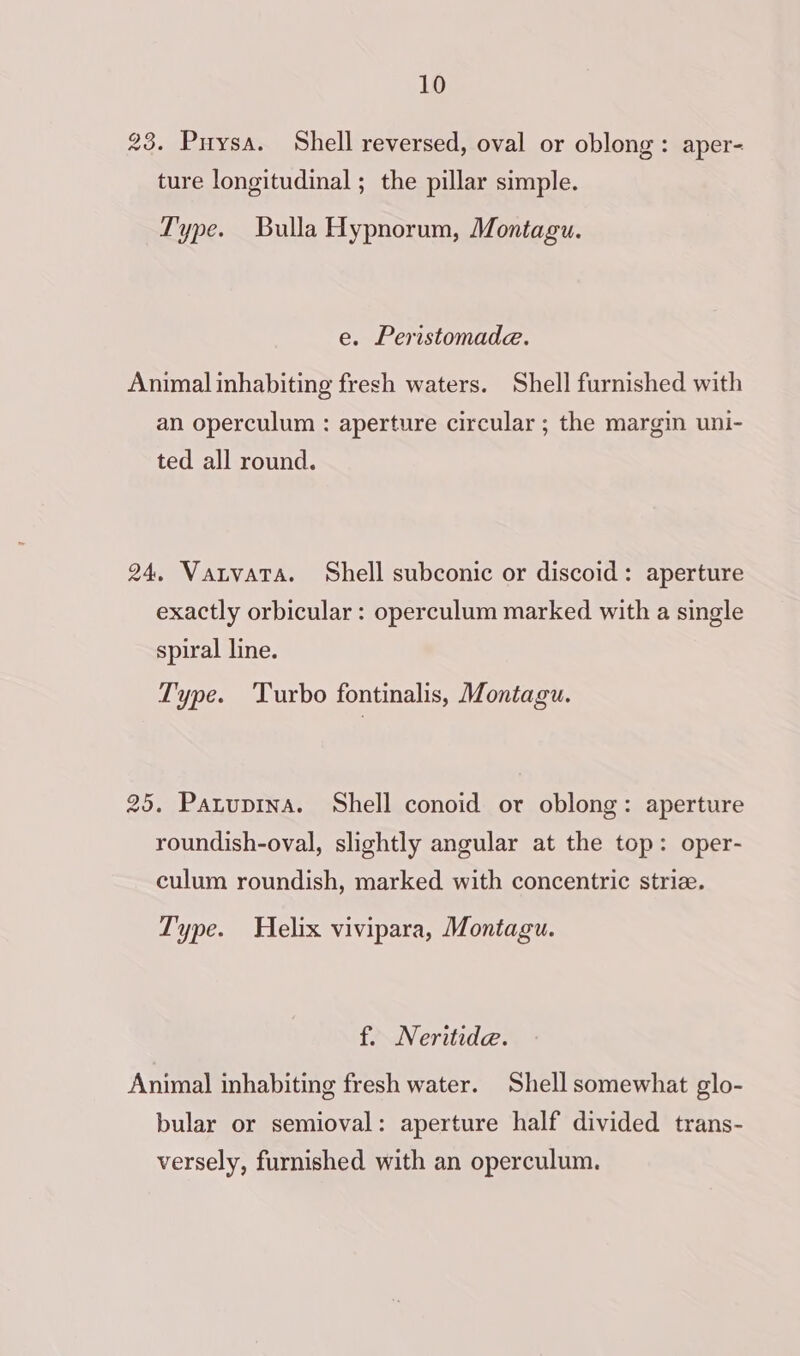 10
23. Physa. Shell reversed, oval or oblong : aper-
ture longitudinal ; the pillar simple.
Type. Bulla Hypnorum, Montagu.
e. Peristomadæ.
Animal inhabiting fresh waters. Shell furnished with
an operculum : aperture circular ; the margin uni-
ted all round.
24. Valvata. Shell subconic or discoid : aperture
exactly orbicular : operculum marked with a single
spiral line.
Type. Turbo fontinalis, Montagu.
25. Paludina. Shell conoid or oblong : aperture
roundish-oval, slightly angular at the top : oper-
culum roundish, marked with concentric striæ.
Type. Helix vivipara, Montagu.
f. Neritidæ.
Animal inhabiting fresh water. Shell somewhat glo-
bular or semioval : aperture half divided trans-
versely, furnished with an operculum.